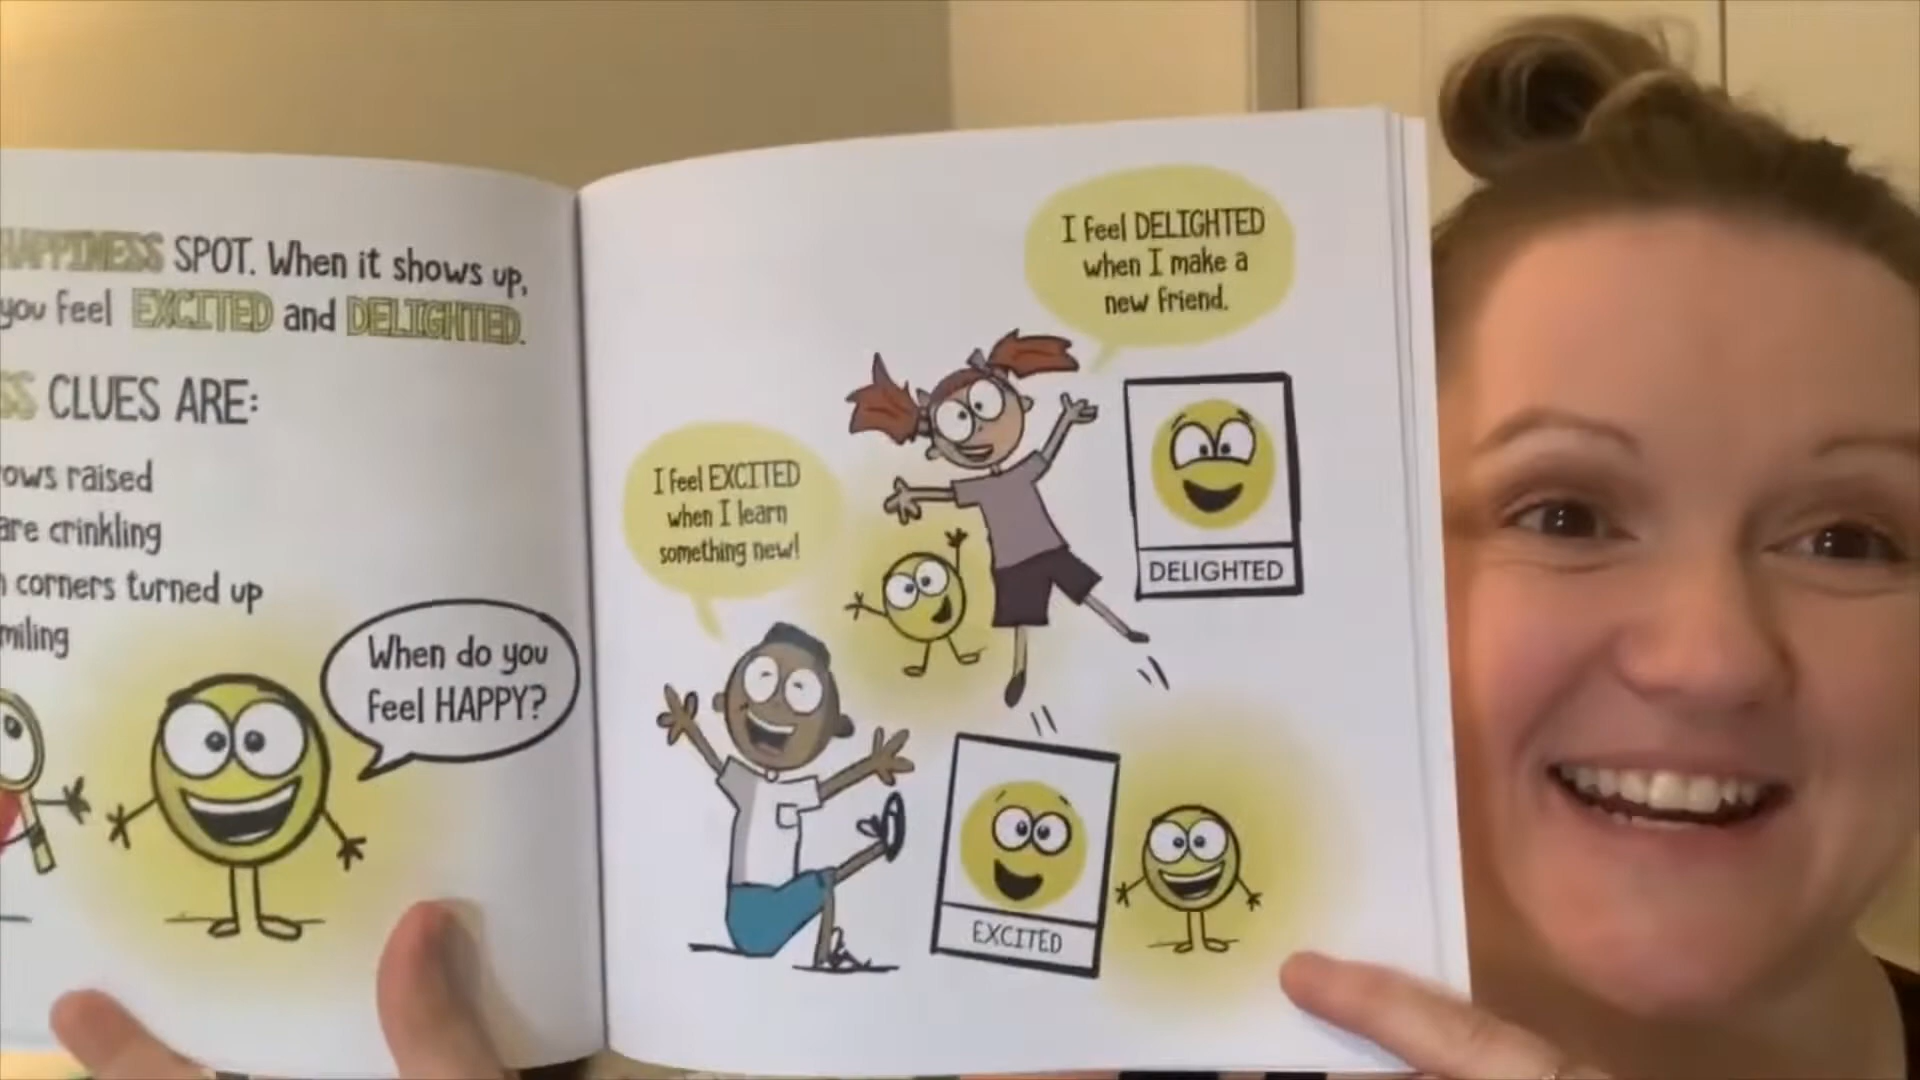 HAPPINESS SPOT. When it shows up,
you feel EXCITED and DELIGHTED.
CLUES ARE:
raised
are crinkling
corners turned up
When do you
feel HAPPY?
I feel DELIGHTED
when I make a
new friend.
DELIGHTED
I feel EXCITED
when I learn
something new!
EXCITED